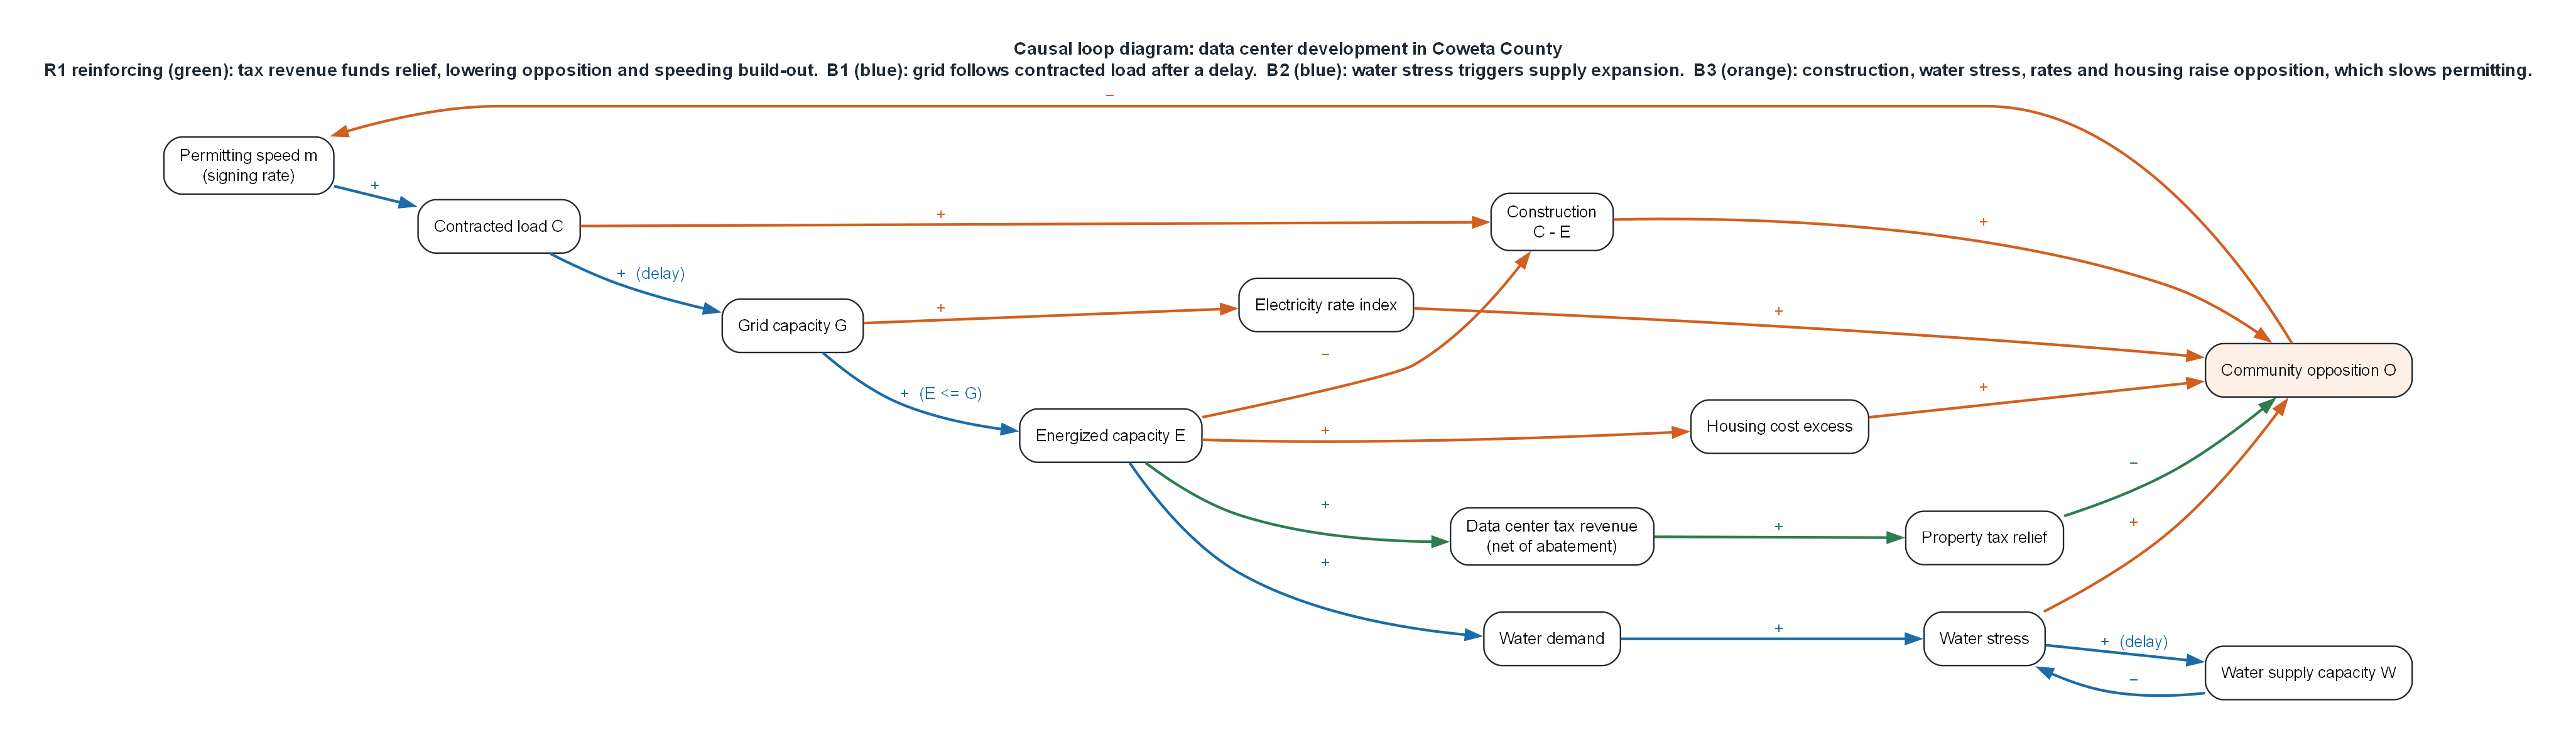 Causal loop diagram: data center development in Coweta County
R1 reinforcing (green): tax revenue funds relief, lowering opposition and speeding build-out.  B1 (blue): grid follows contracted load after a delay.  B2 (blue): water stress triggers supply expansion.  B3 (orange): construction, water stress, rates and housing raise opposition, which slows permitting.
−
Permitting speed m
(signing rate)
+
Contracted load C
+
Construction
C - E
+
+ (delay)
Grid capacity G
+
Electricity rate index
+
−
Community opposition O
+ (E <= G)
Energized capacity E
+
Housing cost excess
+
+
Data center tax revenue
(net of abatement)
+
Property tax relief
−
+
+
Water demand
+
Water stress
+ (delay)
−
Water supply capacity W